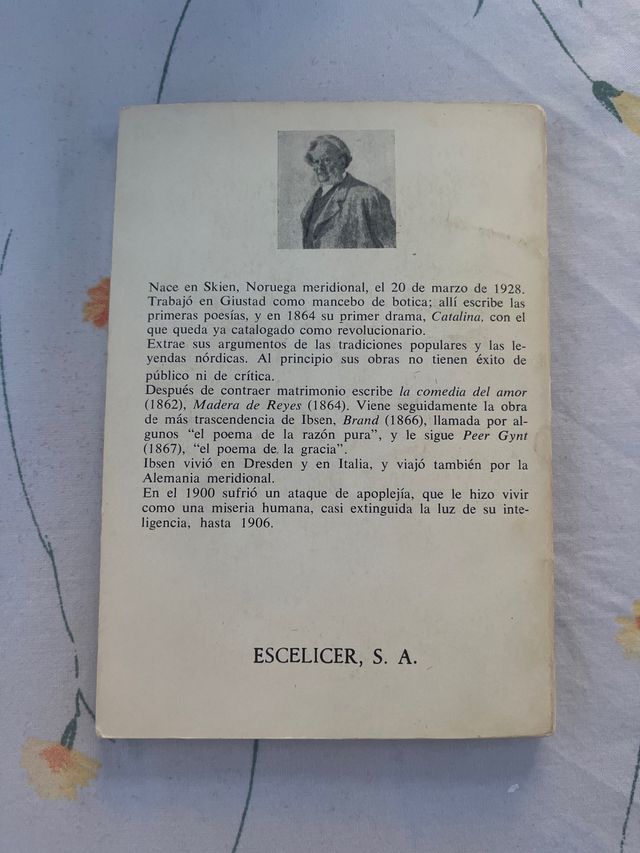 Nace en Skien, Noruega meridional, el 20 de marzo de 1928.
Trabajó en Giustad como mancebo de botica; allí escribe las
primeras poesías, y en 1864 su primer drama, Catalina, con el
que queda ya catalogado como revolucionario.
Extrae sus argumentos de las tradiciones populares y las le-
yendas nórdicas. Al principio sus obras no tienen éxito de
público ni de crítica.
Después de contraer matrimonio escribe la comedia del amor
(1862), Madera de Reyes (1864). Viene seguidamente la obra
de más trascendencia de Ibsen, Brand (1866), llamada por al-
gunos "el poema de la razón pura", y le sigue Peer Gynt
(1867), "el poema de la gracia".
Ibsen vivió en Dresden y en Italia, y viajó también por la
Alemania meridional.
En el 1900 sufrió un ataque de apoplejía, que le hizo vivir
como una miseria humana, casi extinguida la luz de su inte-
ligencia, hasta 1906.
ESCELICER, S. A.